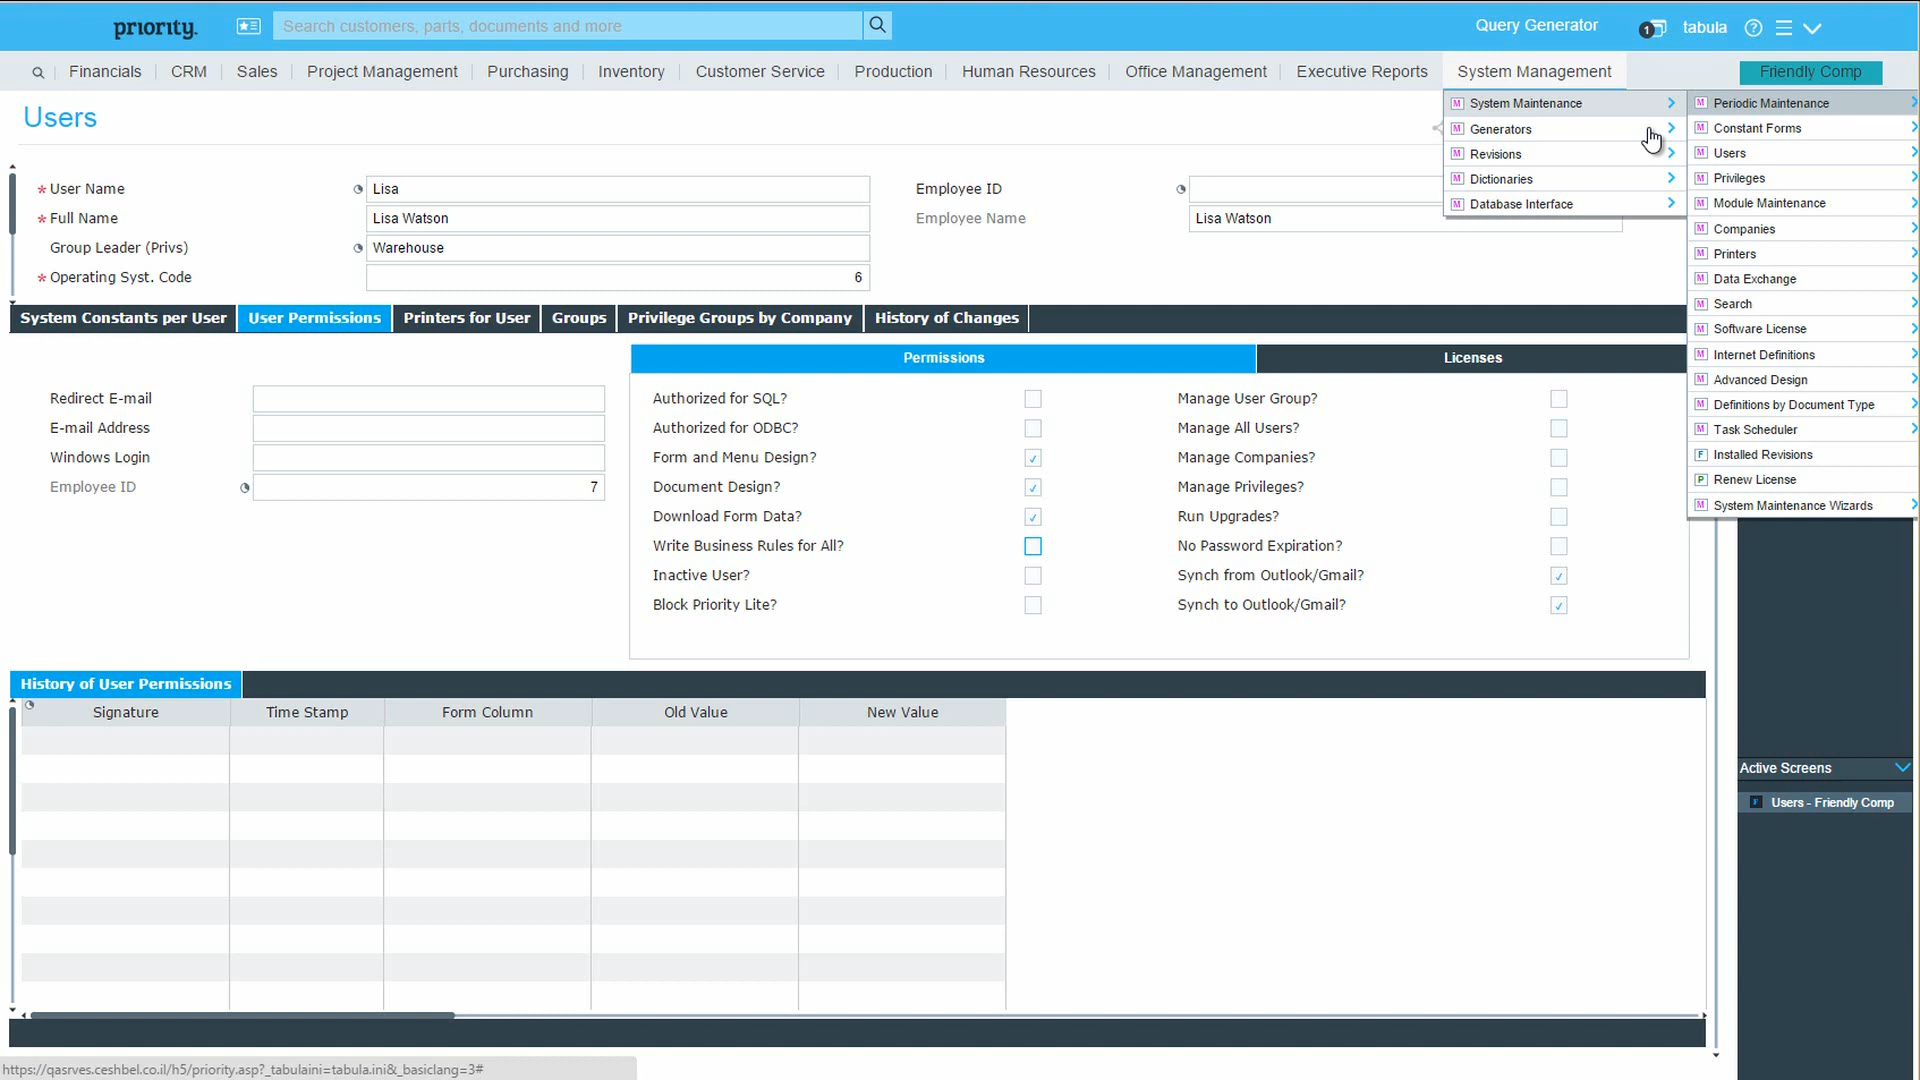 priority.
Search customers, parts, documents and more
Query Generator
1
tabula
Financials
CRM
Sales
Project Management
Purchasing
Inventory
Customer Service
Production
Human Resources
Office Management
Executive Reports
System Management
Friendly Comp
Users
M System Maintenance
M Generators
M Revisions
M Dictionaries
M Database Interface
M Periodic Maintenance
M Constant Forms
M Users
M Privileges
M Module Maintenance
M Companies
M Printers
M Data Exchange
M Search
M Software License
M Internet Definitions
M Advanced Design
M Definitions by Document Type
M Task Scheduler
F Installed Revisions
P Renew License
M System Maintenance Wizards
* User Name Lisa
* Full Name Lisa Watson
Group Leader (Privs) Warehouse
* Operating Syst. Code 6
Employee ID
Employee Name Lisa Watson
System Constants per User
User Permissions
Printers for User
Groups
Privilege Groups by Company
History of Changes
Redirect E-mail
E-mail Address
Windows Login
Employee ID 7
Permissions
Licenses
Authorized for SQL?
Authorized for ODBC?
Form and Menu Design?
Document Design?
Download Form Data?
Write Business Rules for All?
Inactive User?
Block Priority Lite?
Manage User Group?
Manage All Users?
Manage Companies?
Manage Privileges?
Run Upgrades?
No Password Expiration?
Synch from Outlook/Gmail?
Synch to Outlook/Gmail?
History of User Permissions
Signature
Time Stamp
Form Column
Old Value
New Value
Active Screens
F Users - Friendly Comp
https://qasrves.ceshbel.co.il/h5/priority.asp?_tabulaini=tabula.ini&_basiclang=3#